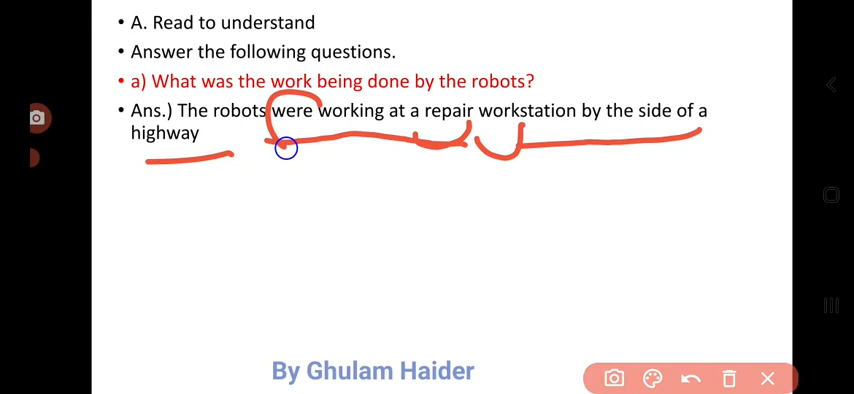 • A. Read to understand
• Answer the following questions.
• a) What was the work being done by the robots?
• Ans.) The robots were working at a repair workstation by the side of a
highway
By Ghulam Haider